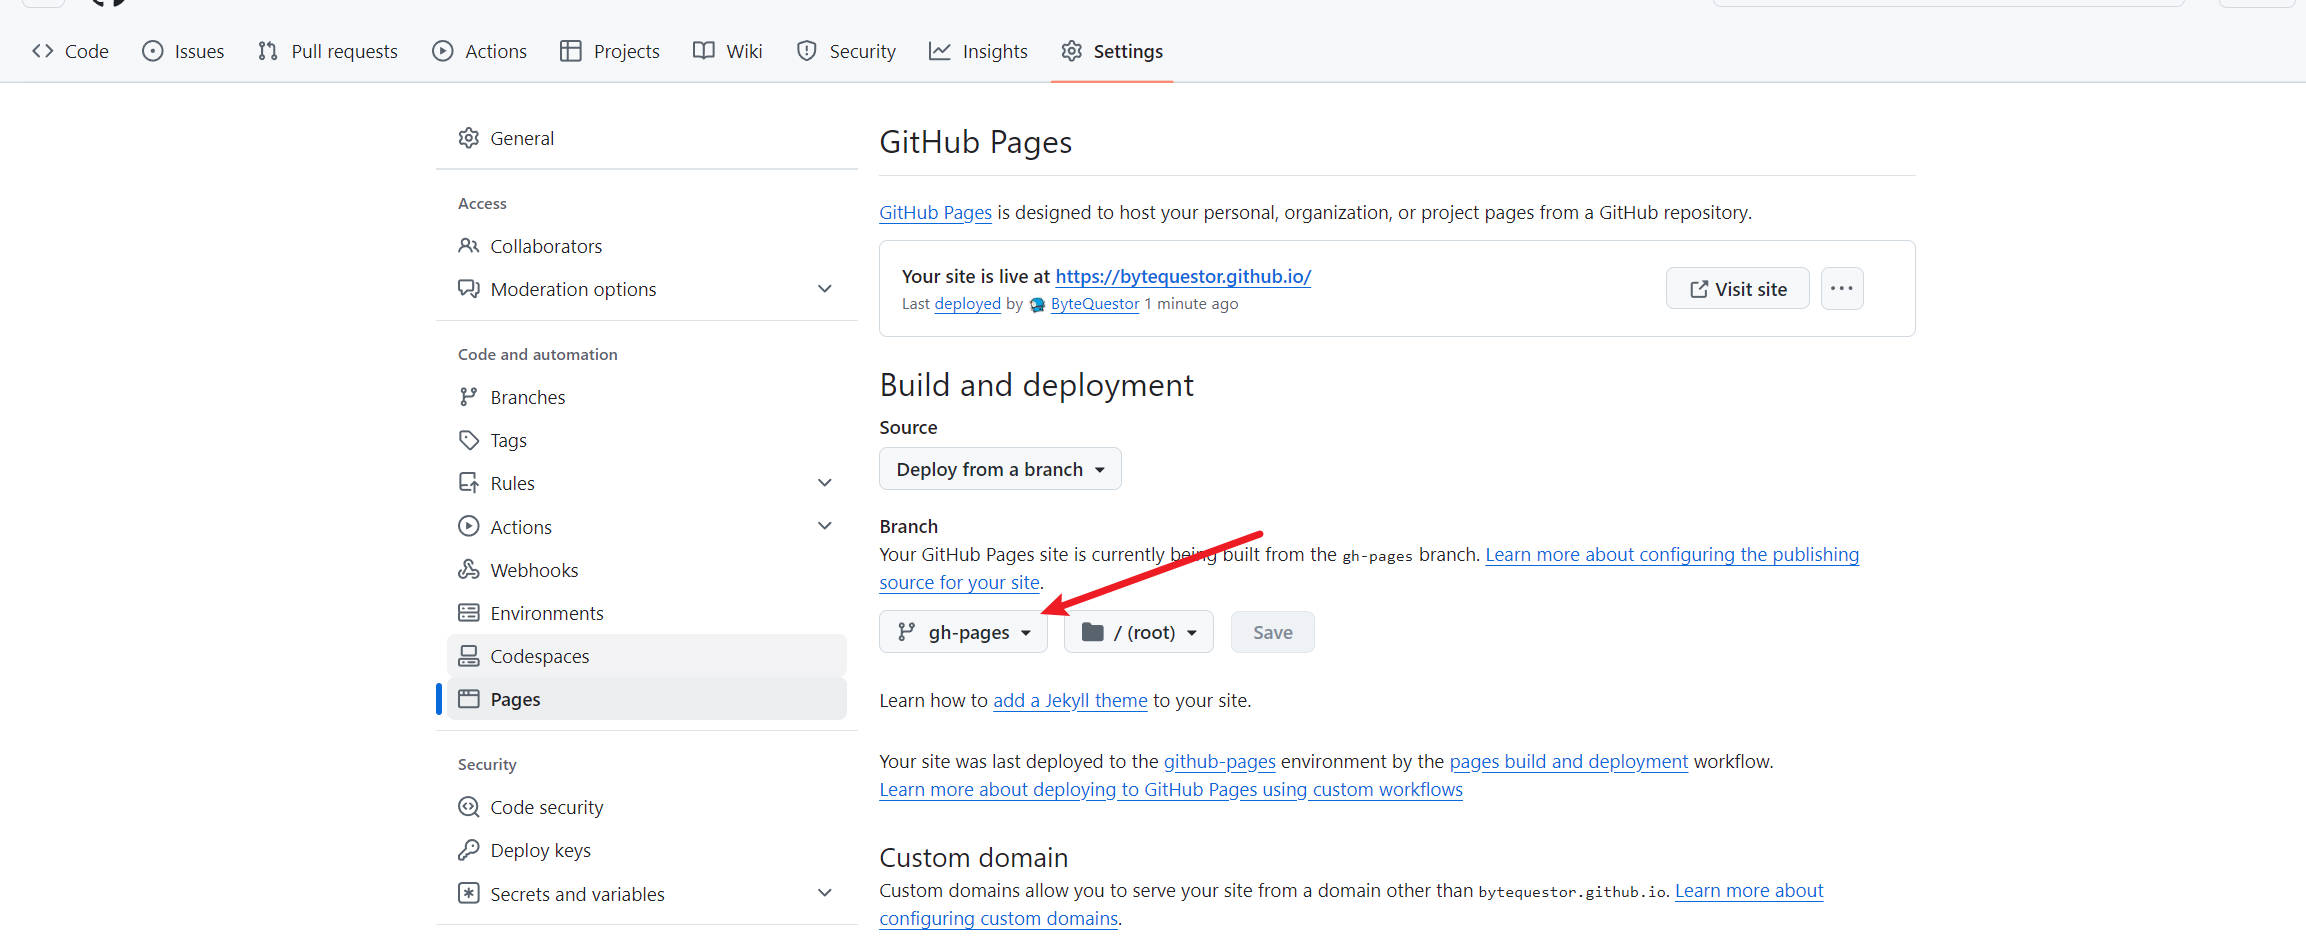 Code Issues Pull requests Actions Projects Wiki Security Insights Settings
General
Access
Collaborators
Moderation options
Code and automation
Branches
Tags
Rules
Actions
Webhooks
Environments
Codespaces
Pages
Security
Code security
Deploy keys
Secrets and variables
GitHub Pages
GitHub Pages is designed to host your personal, organization, or project pages from a GitHub repository.
Your site is live at https://bytequestor.github.io/
Last deployed by ByteQuestor 1 minute ago
Visit site
Build and deployment
Source
Deploy from a branch
Branch
Your GitHub Pages site is currently being built from the gh-pages branch. Learn more about configuring the publishing
source for your site.
gh-pages / (root) Save
Learn how to add a Jekyll theme to your site.
Your site was last deployed to the github-pages environment by the pages build and deployment workflow.
Learn more about deploying to GitHub Pages using custom workflows
Custom domain
Custom domains allow you to serve your site from a domain other than bytequestor.github.io. Learn more about
configuring custom domains.